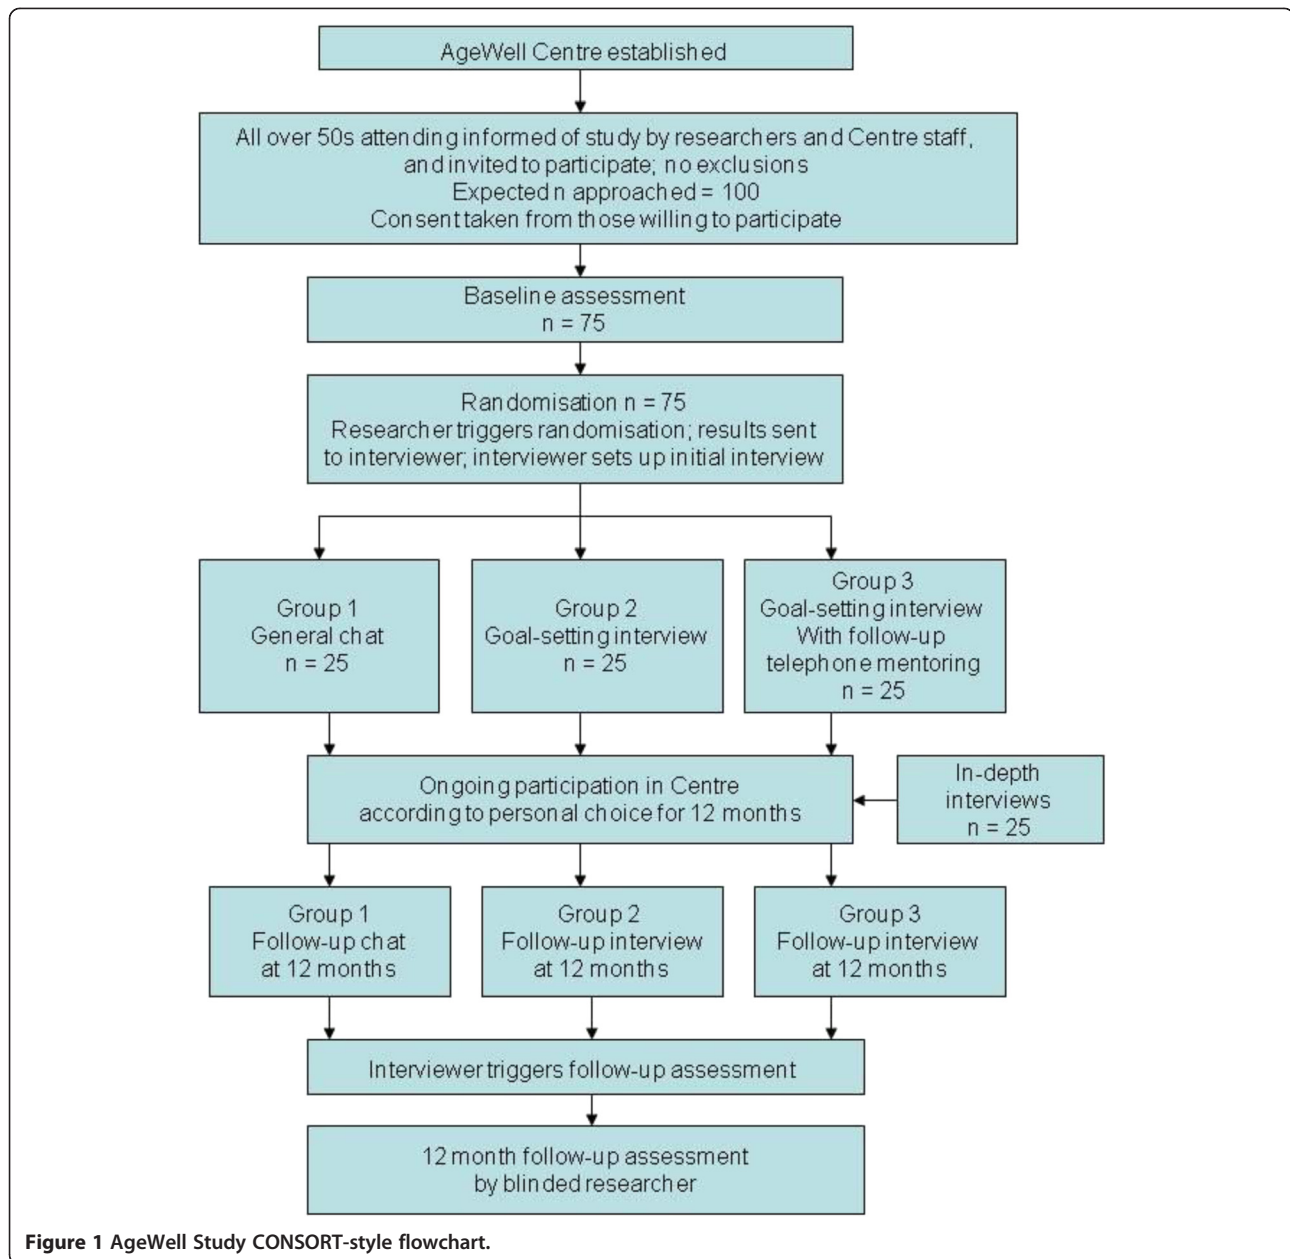 AgeWell Centre established
All over 50s attending informed of study by researchers and Centre staff,
and invited to participate; no exclusions
Expected n approached = 100
Consent taken from those willing to participate
Baseline assessment
n = 75
Randomisation n = 75
Researcher triggers randomisation; results sent
to interviewer; interviewer sets up initial interview
Group 1
General chat
n = 25
Group 2
Goal-setting interview
n = 25
Group 3
Goal-setting interview
With follow-up
telephone mentoring
n = 25
Ongoing participation in Centre
according to personal choice for 12 months
In-depth
interviews
n = 25
Group 1
Follow-up chat
at 12 months
Group 2
Follow-up interview
at 12 months
Group 3
Follow-up interview
at 12 months
Interviewer triggers follow-up assessment
12 month follow-up assessment
by blinded researcher
Figure 1 AgeWell Study CONSORT-style flowchart.